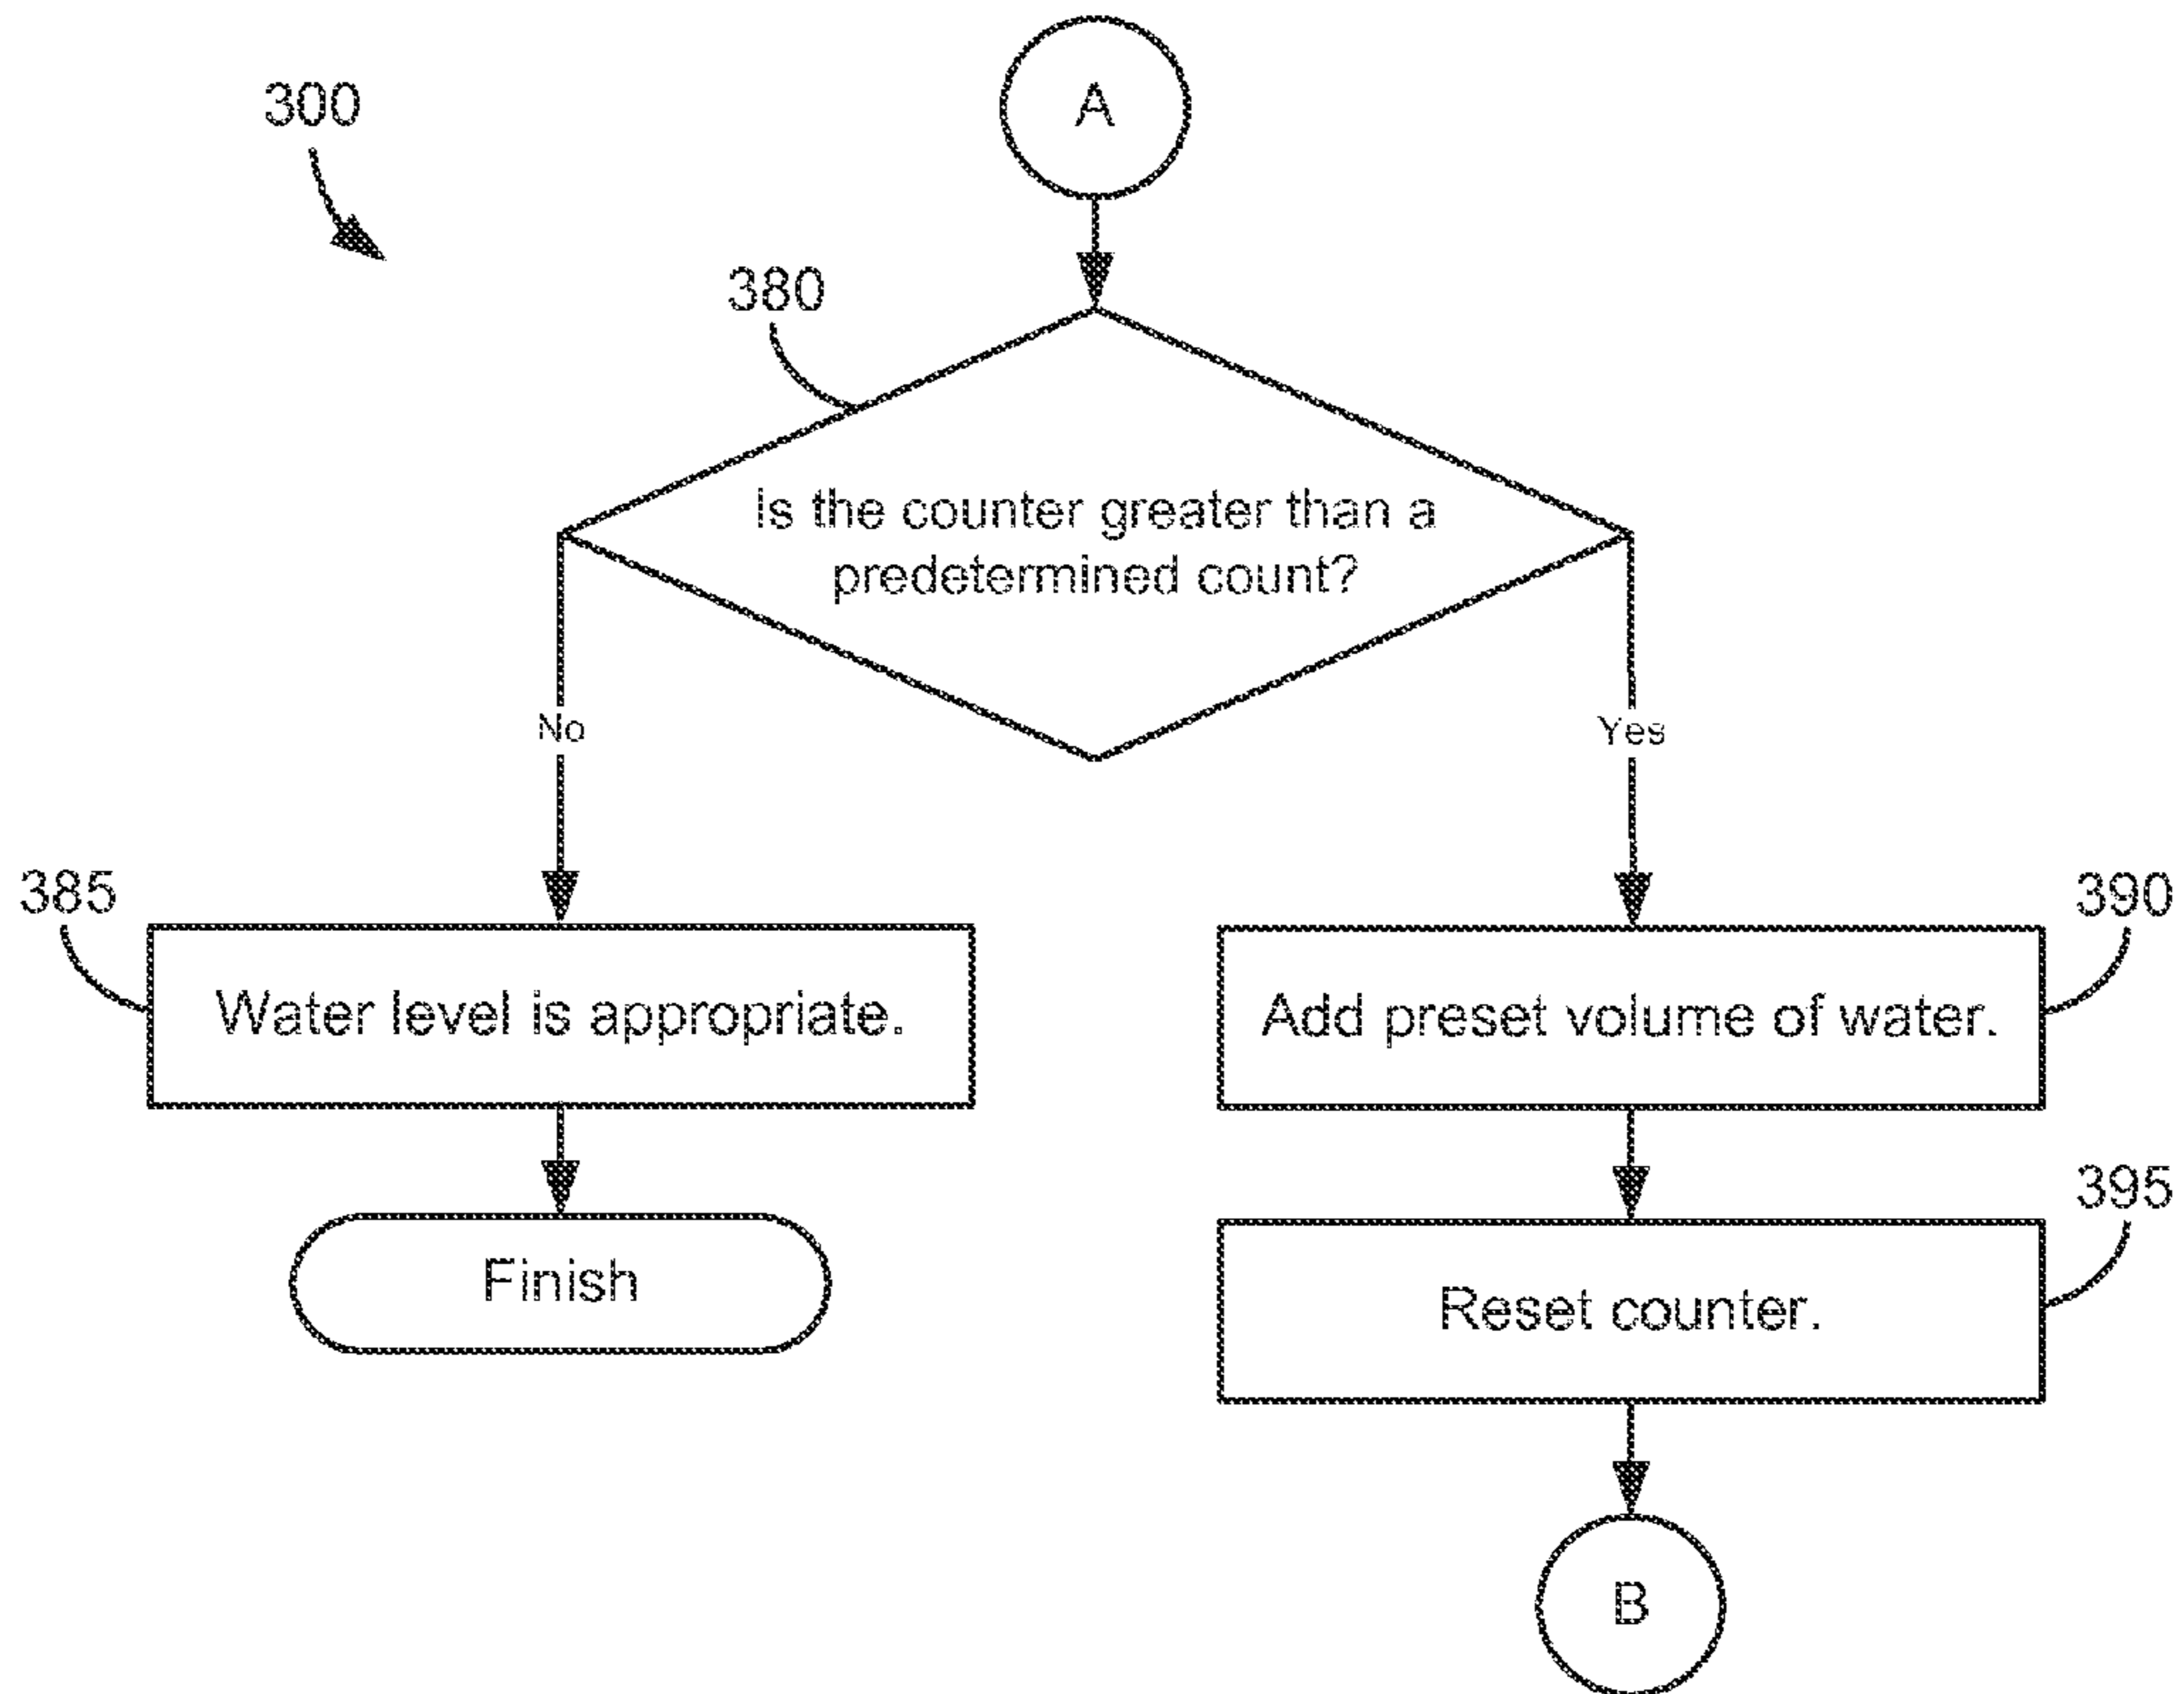 300
A
380
Is the counter greater than a
predetermined count?
No
Yes
385
Water level is appropriate.
390
Add preset volume of water.
Finish
395
Reset counter.
B